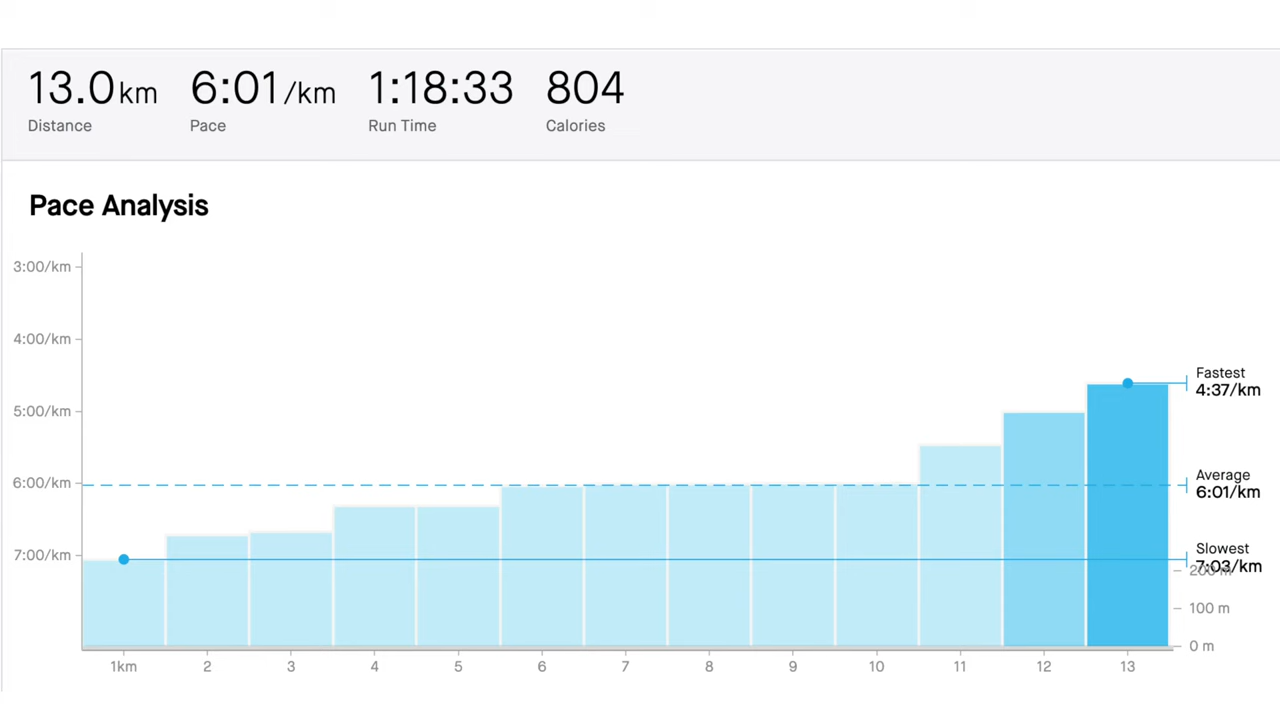 13.0 km 6:01/km 1:18:33 804
Distance Pace Run Time Calories
Pace Analysis
3:00/km
4:00/km
5:00/km
6:00/km
7:00/km
Fastest
4:37/km
Average
6:01/km
Slowest
7:03/km
200 m
100 m
0 m
1km 2 3 4 5 6 7 8 9 10 11 12 13